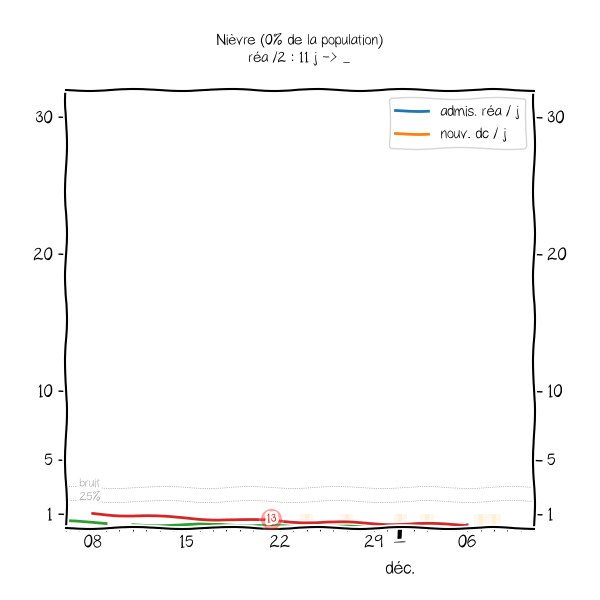 Nièvre (0% de la population)
réa /2 : 11 j -> _
admis. réa / j
nouv. dc / j
30
30
20
20
10
10
5
5
bruit
25%
1
13
1
08 15 22 29 06
déc.